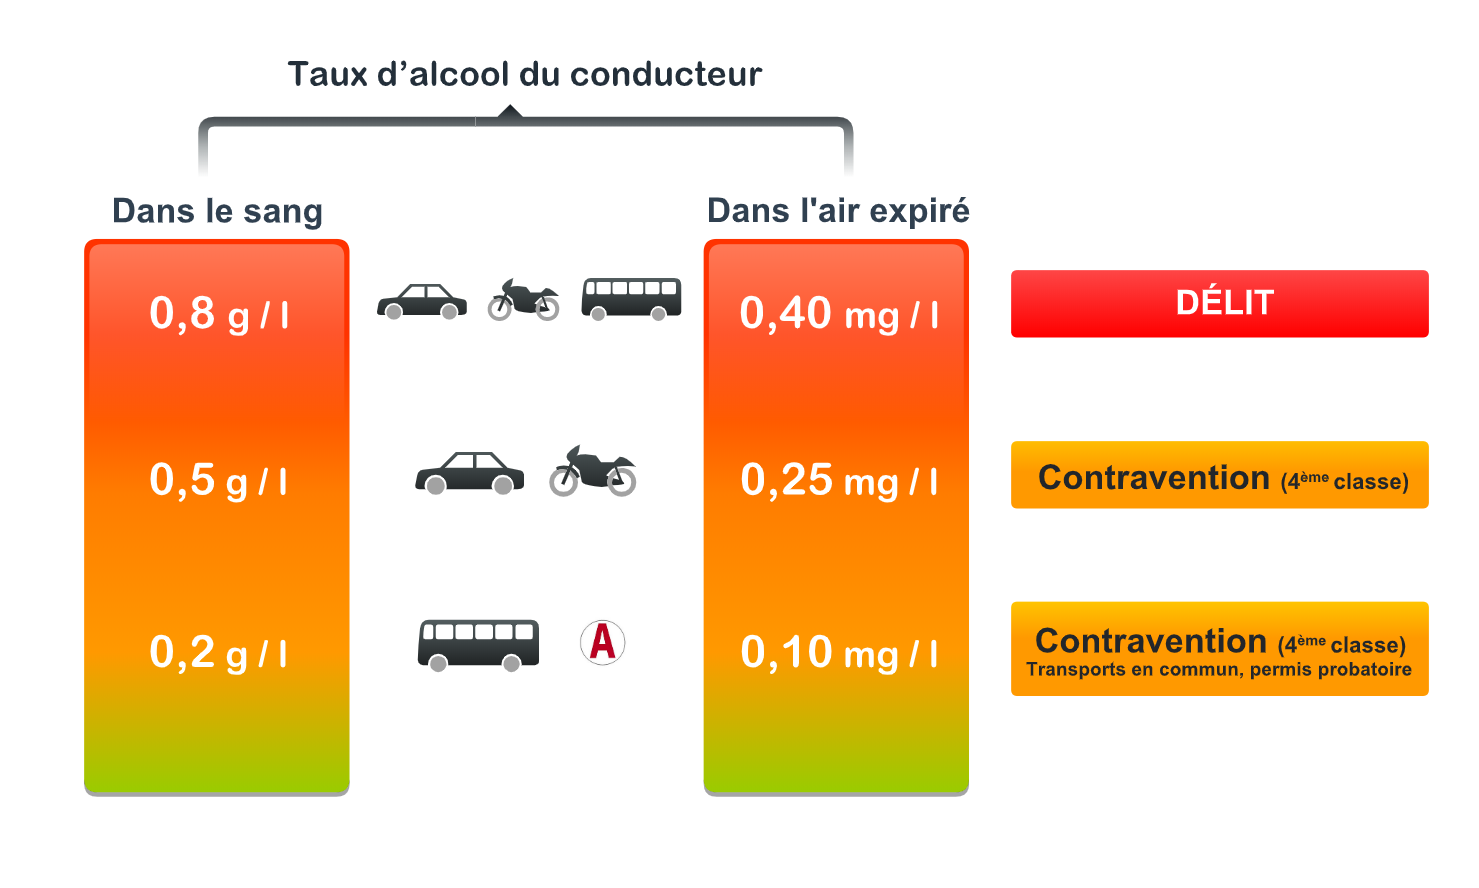 Taux d’alcool du conducteur
Dans le sang
Dans l'air expiré
0,8 g / l
0,40 mg / l
DÉLIT
0,5 g / l
0,25 mg / l
Contravention (4ème classe)
0,2 g / l
A
0,10 mg / l
Contravention (4ème classe)
Transports en commun, permis probatoire